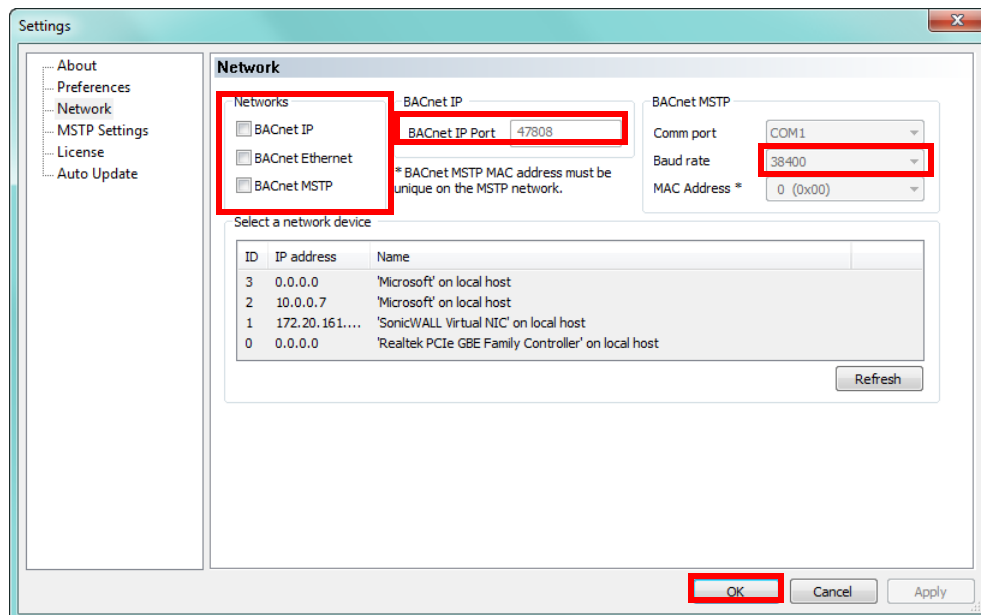 Settings
About
Preferences
Network
MSTP Settings
License
Auto Update
Network
Networks
BACnet IP
BACnet Ethernet
BACnet MSTP
BACnet IP
BACnet IP Port 47808
* BACnet MSTP MAC address must be
unique on the MSTP network.
BACnet MSTP
Comm port COM1
Baud rate 38400
MAC Address * 0 (0x00)
Select a network device
ID IP address Name
3 0.0.0.0 'Microsoft' on local host
2 10.0.0.7 'Microsoft' on local host
1 172.20.161.... 'SonicWALL Virtual NIC' on local host
0 0.0.0.0 'Realtek PCIe GBE Family Controller' on local host
Refresh
OK Cancel Apply